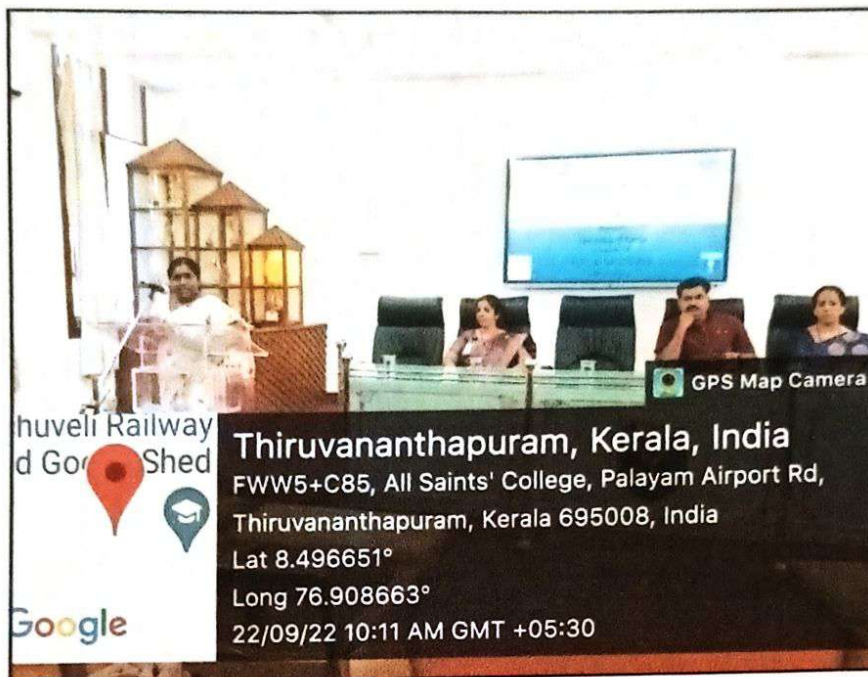 GPS Map Camera
huveli Railway
d Go Shed
Thiruvananthapuram, Kerala, India
FWW5+C85, All Saints' College, Palayam Airport Rd,
Thiruvananthapuram, Kerala 695008, India
Lat 8.496651°
Long 76.908663°
22/09/22 10:11 AM GMT +05:30
Google